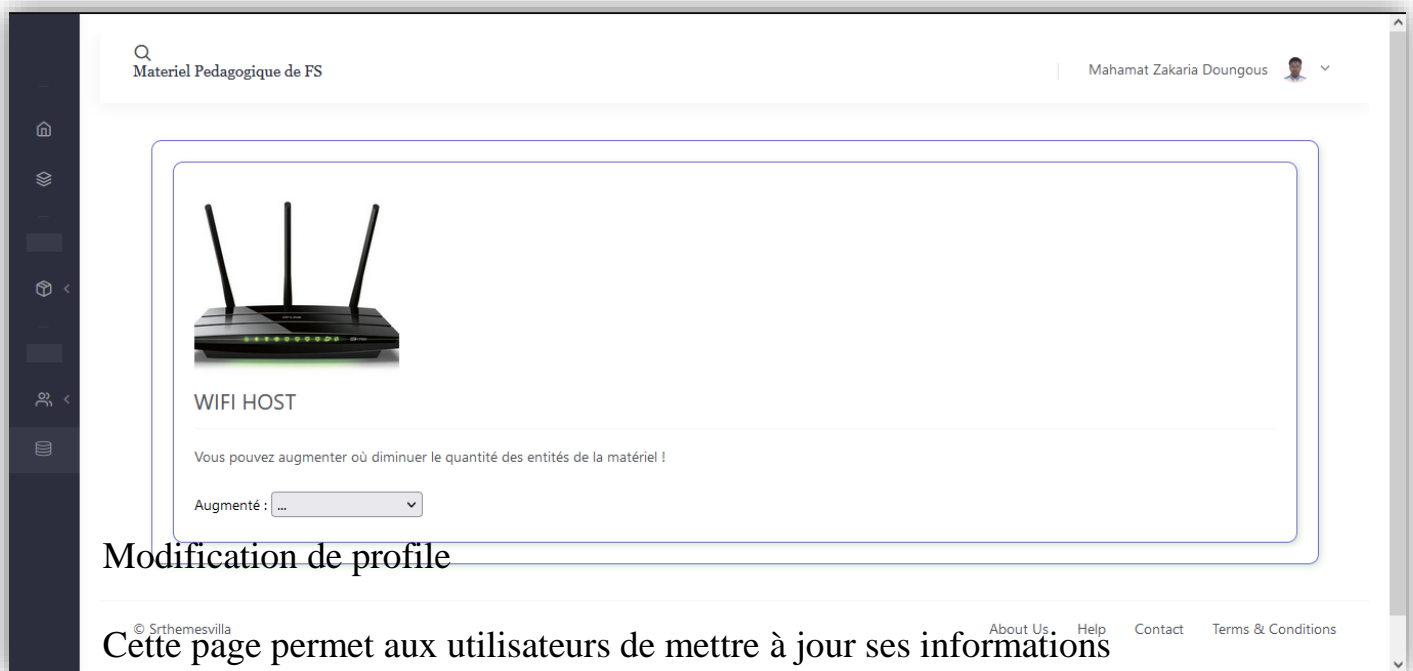 Materiel Pedagogique de FS
Mahamat Zakaria Doungous
WIFI HOST
Vous pouvez augmenter où diminuer le quantité des entités de la matériel !
Augmenté : ...
Modification de profile
© Srthemesvilla
About Us Help Contact Terms & Conditions
Cette page permet aux utilisateurs de mettre à jour ses informations